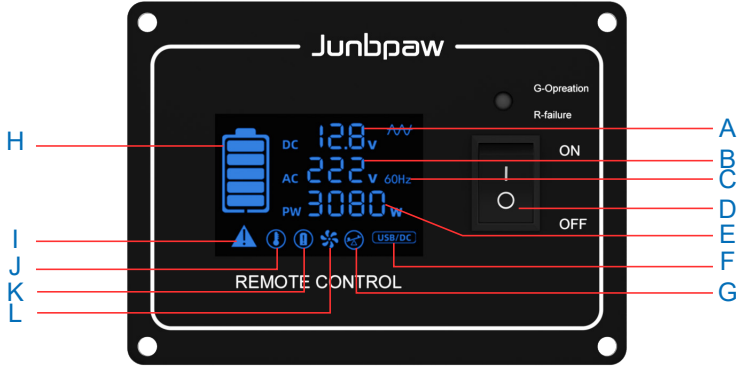 Junbpaw
G-Opreation
R-failure
ON
OFF
DC 12.8 v
AC 222 v 60Hz
PW 3080 w
USB/DC
REMOTE CONTROL
H
I
J
K
L
A
B
C
D
E
F
G